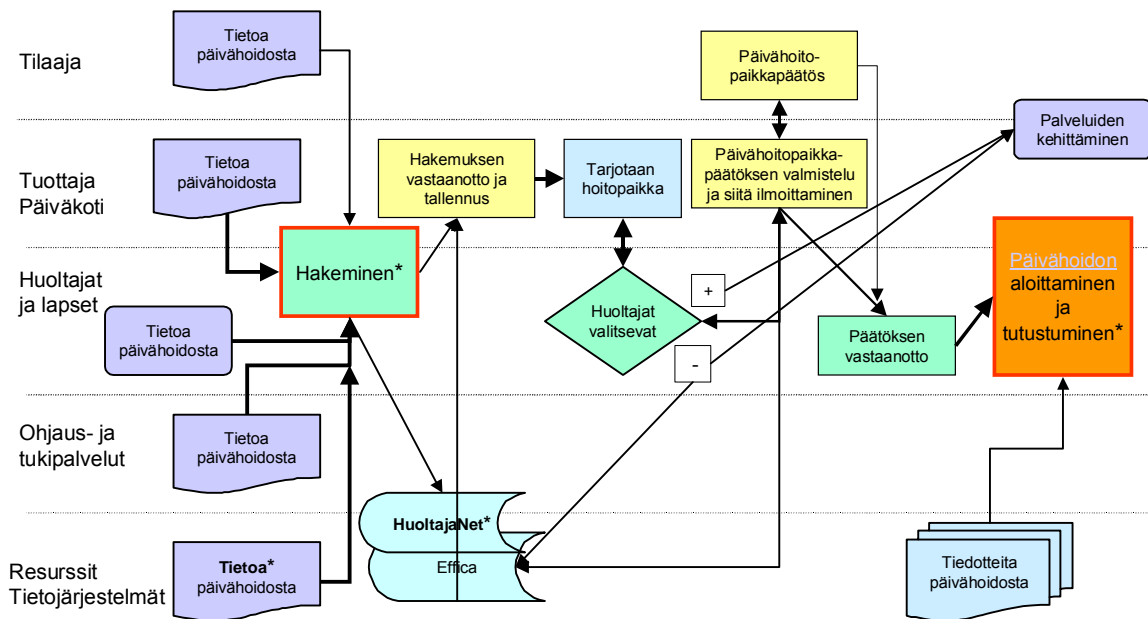 Tilaaja
Tietoa
päivähoidosta
Päivähoito-
paikkapäätös
Palveluiden
kehittäminen
Tuottaja
Päiväkoti
Tietoa
päivähoidosta
Hakemuksen
vastaanotto ja
tallennus
Tarjotaan
hoitopaikka
Päivähoitopaikka-
päätöksen valmistelu
ja siitä ilmoittaminen
Huoltajat
ja lapset
Hakeminen*
Huoltajat
valitsevat
+
-
Päätöksen
vastaanotto
Päivähoidon
aloittaminen
ja
tutustuminen*
Tietoa
päivähoidosta
Ohjaus- ja
tukipalvelut
Tietoa
päivähoidosta
Resurssit
Tietojärjestelmät
Tietoa*
päivähoidosta
HuoltajaNet*
Effica
Tiedotteita
päivähoidosta